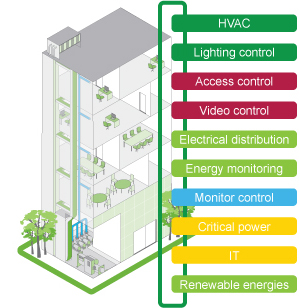 HVAC
Lighting control
Access control
Video control
Electrical distribution
Energy monitoring
Monitor control
Critical power
IT
Renewable energies